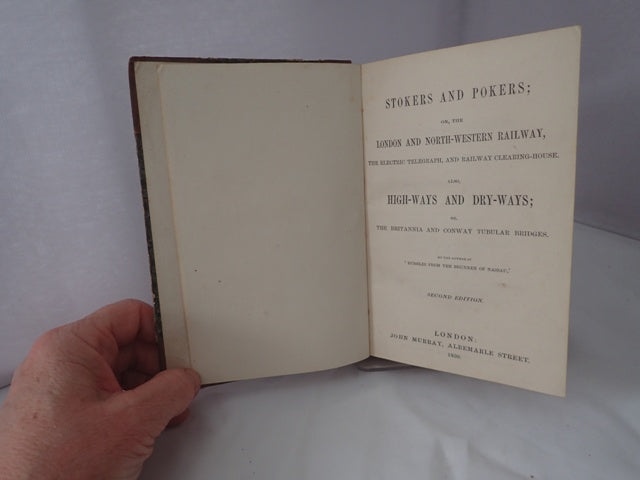 STOKERS AND POKERS;
OR, THE
LONDON AND NORTH-WESTERN RAILWAY,
THE ELECTRIC TELEGRAPH, AND RAILWAY CLEARING-HOUSE.
ALSO,
HIGH-WAYS AND DRY-WAYS;
OR,
THE BRITANNIA AND CONWAY TUBULAR BRIDGES.
BY THE AUTHOR OF
'BUBBLES FROM THE BRUNNEN OF NASSAU.'
SECOND EDITION.
LONDON:
JOHN MURRAY, ALBEMARLE STREET,
1850.